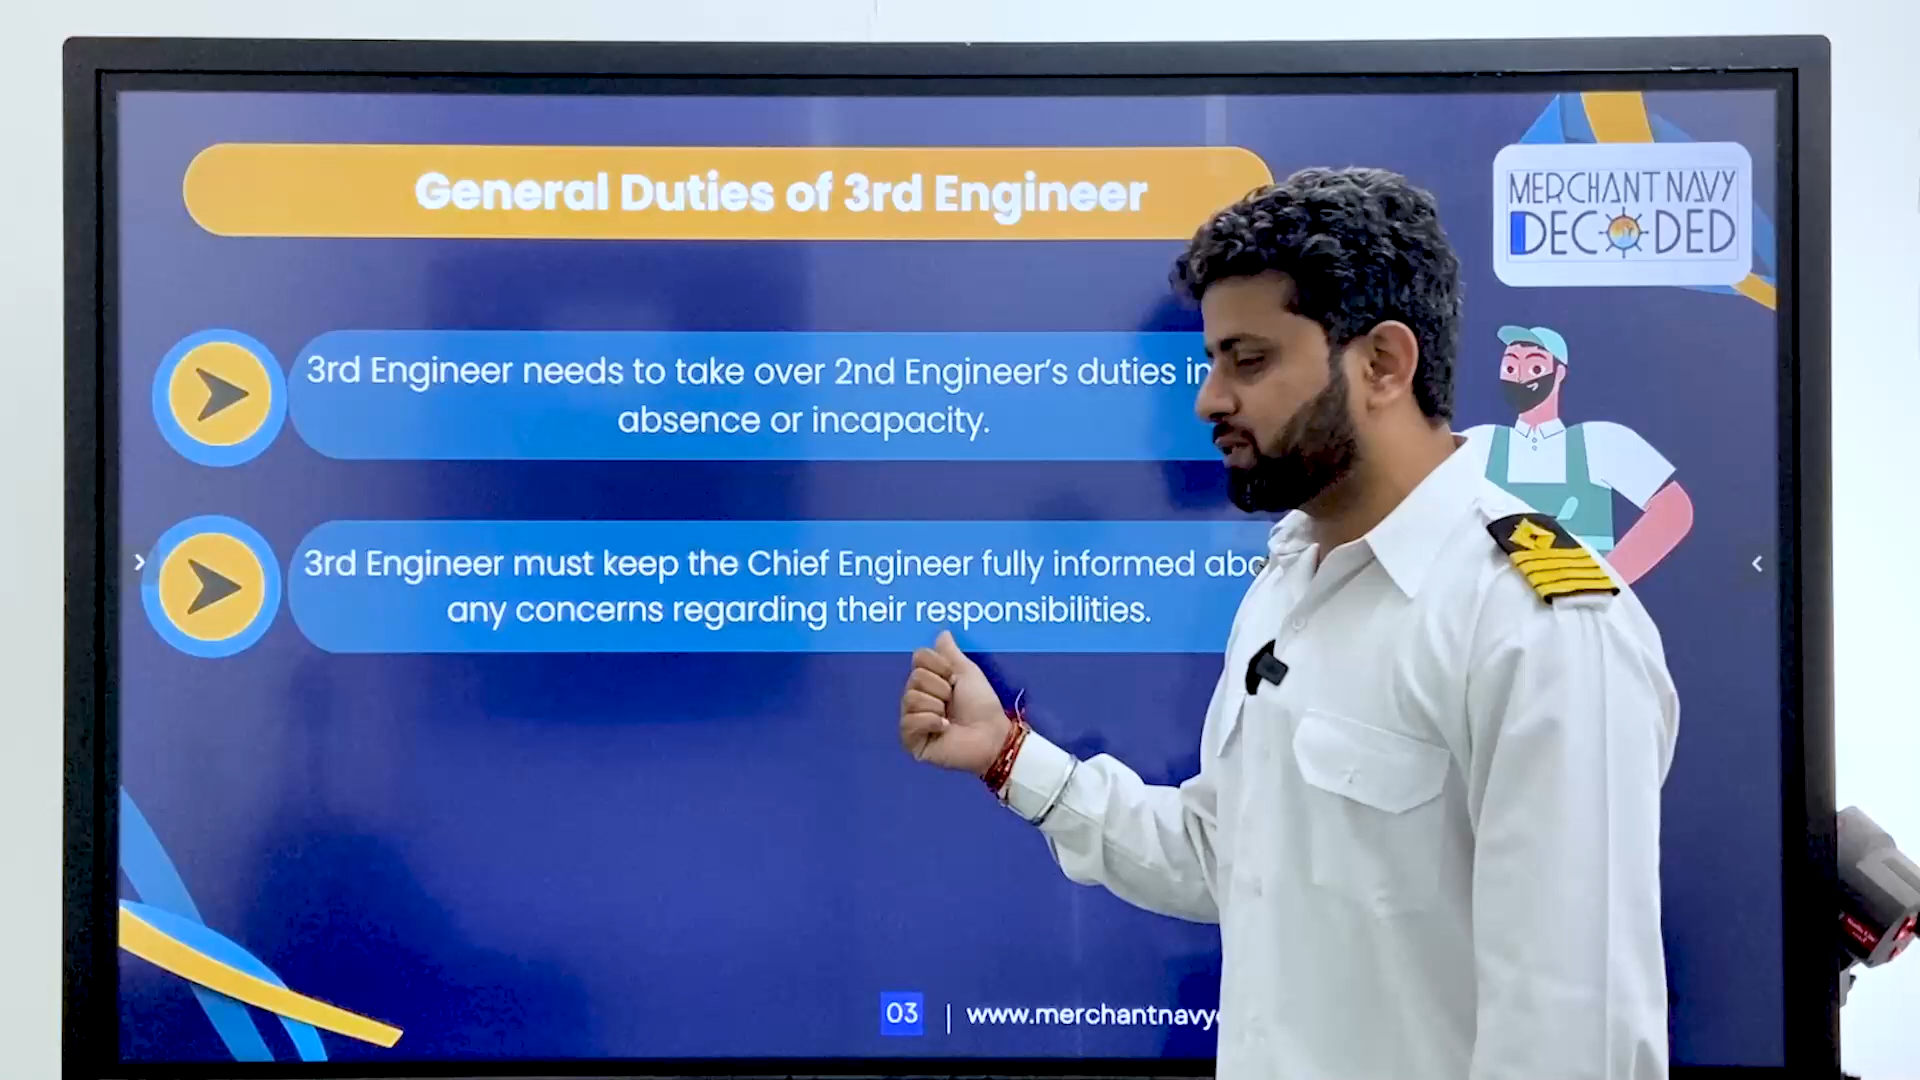 General Duties of 3rd Engineer
MERCHANT NAVY
DECODED
3rd Engineer needs to take over 2nd Engineer's duties in
absence or incapacity.
3rd Engineer must keep the Chief Engineer fully informed
any concerns regarding their responsibilities.
03 | www.merchantnavy